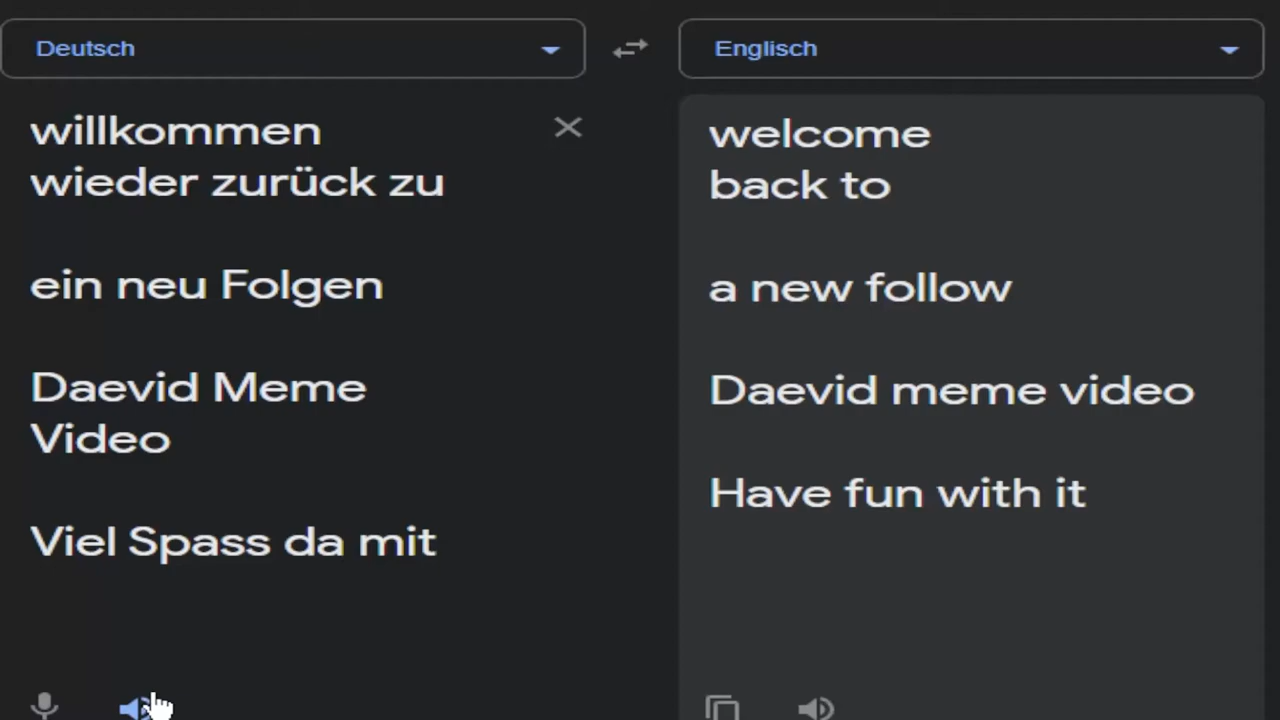 Deutsch
Englisch
willkommen
wieder zurück zu
ein neu Folgen
Daevid Meme
Video
Viel Spass da mit
welcome
back to
a new follow
Daevid meme video
Have fun with it